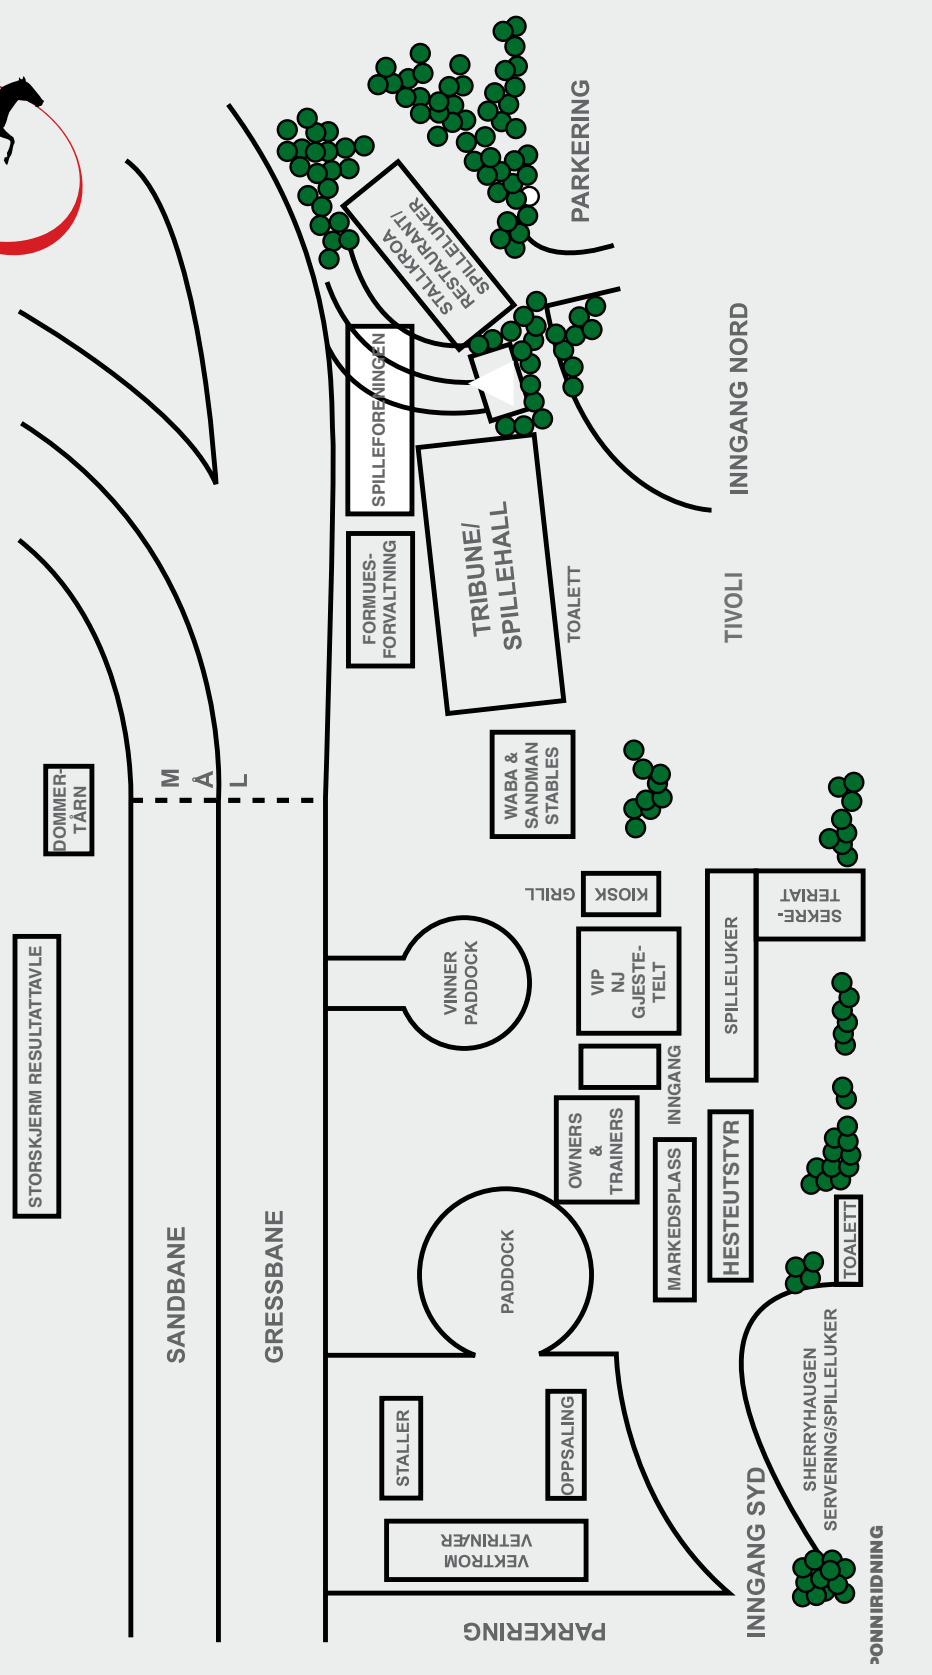 PARKERING
STALLKROA
RESTAURANT/
SPILLELUKER
INNGANG NORD
SPILLEFORENINGEN
FORMUES-
FORVALTNING
TRIBUNE/
SPILLEHALL
TOALETT
TIVOLI
DOMMER-
TÅRN
M
Å
L
WABA &
SANDMAN
STABLES
GRILL
KIOSK
SEKRE-
TERIAT
SPILLELUKER
VIP
NJ
GJESTE-
TELT
VINNER
PADDOCK
STORSKJERM RESULTATTAVLE
INNGANG
OWNERS
&
TRAINERS
MARKEDSPLASS
HESTEUTSTYR
TOALETT
PADDOCK
SANDBANE
GRESSBANE
STALLER
OPPSALING
VEKTROM
VETRINÆR
SHERRYHAUGEN
SERVERING/SPILLELUKER
INNGANG SYD
PARKERING
PONNIRIDNING